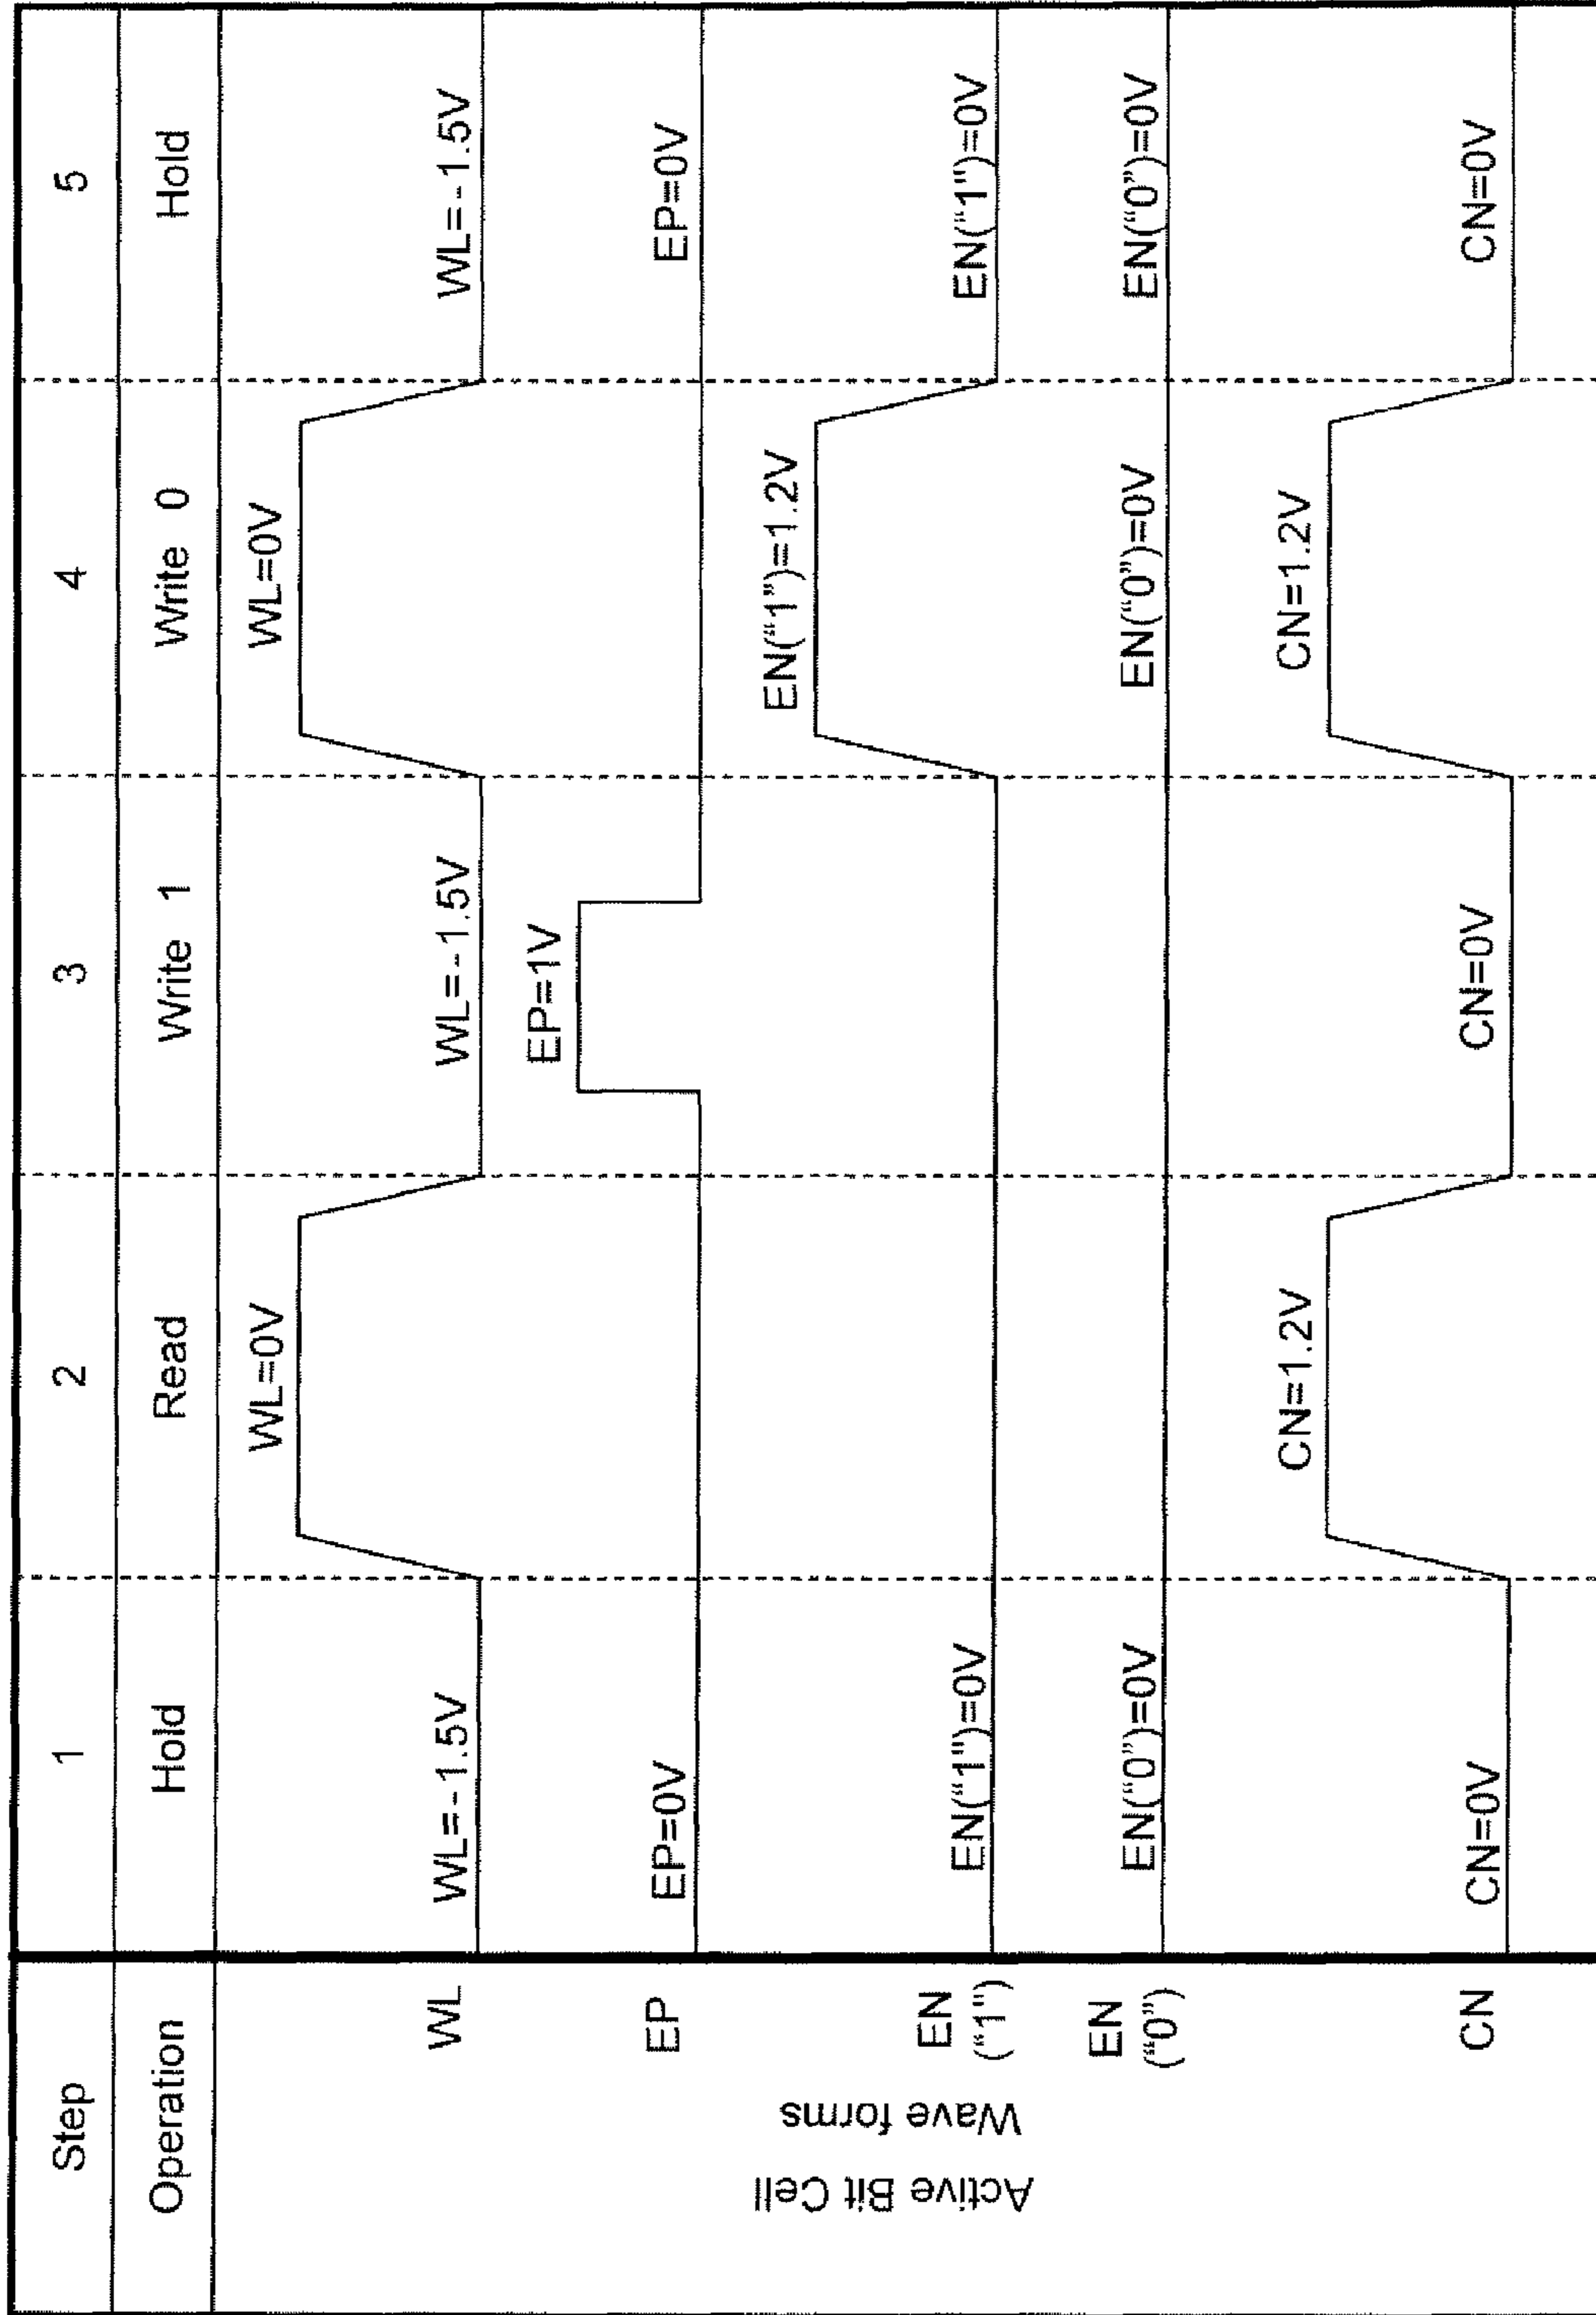 Step 1 2 3 4 5
Operation Hold Read Write 1 Write 0 Hold
Active Bit Cell
Wave forms
WL WL=-1.5V WL=0V WL=-1.5V WL=0V WL=-1.5V
EP EP=0V EP=1V EP=0V
EN
("1") EN("1")=0V EN("1")=1.2V EN("1")=0V
EN
("0") EN("0")=0V EN("0")=0V EN("0")=0V
CN CN=0V CN=1.2V CN=0V CN=1.2V CN=0V